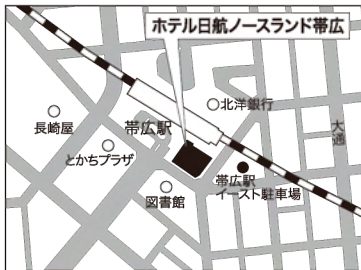 ホテル日航ノースランド帯広
北洋銀行
長崎屋
帯広駅
大通
とかちプラザ
帯広駅
イースト駐車場
図書館